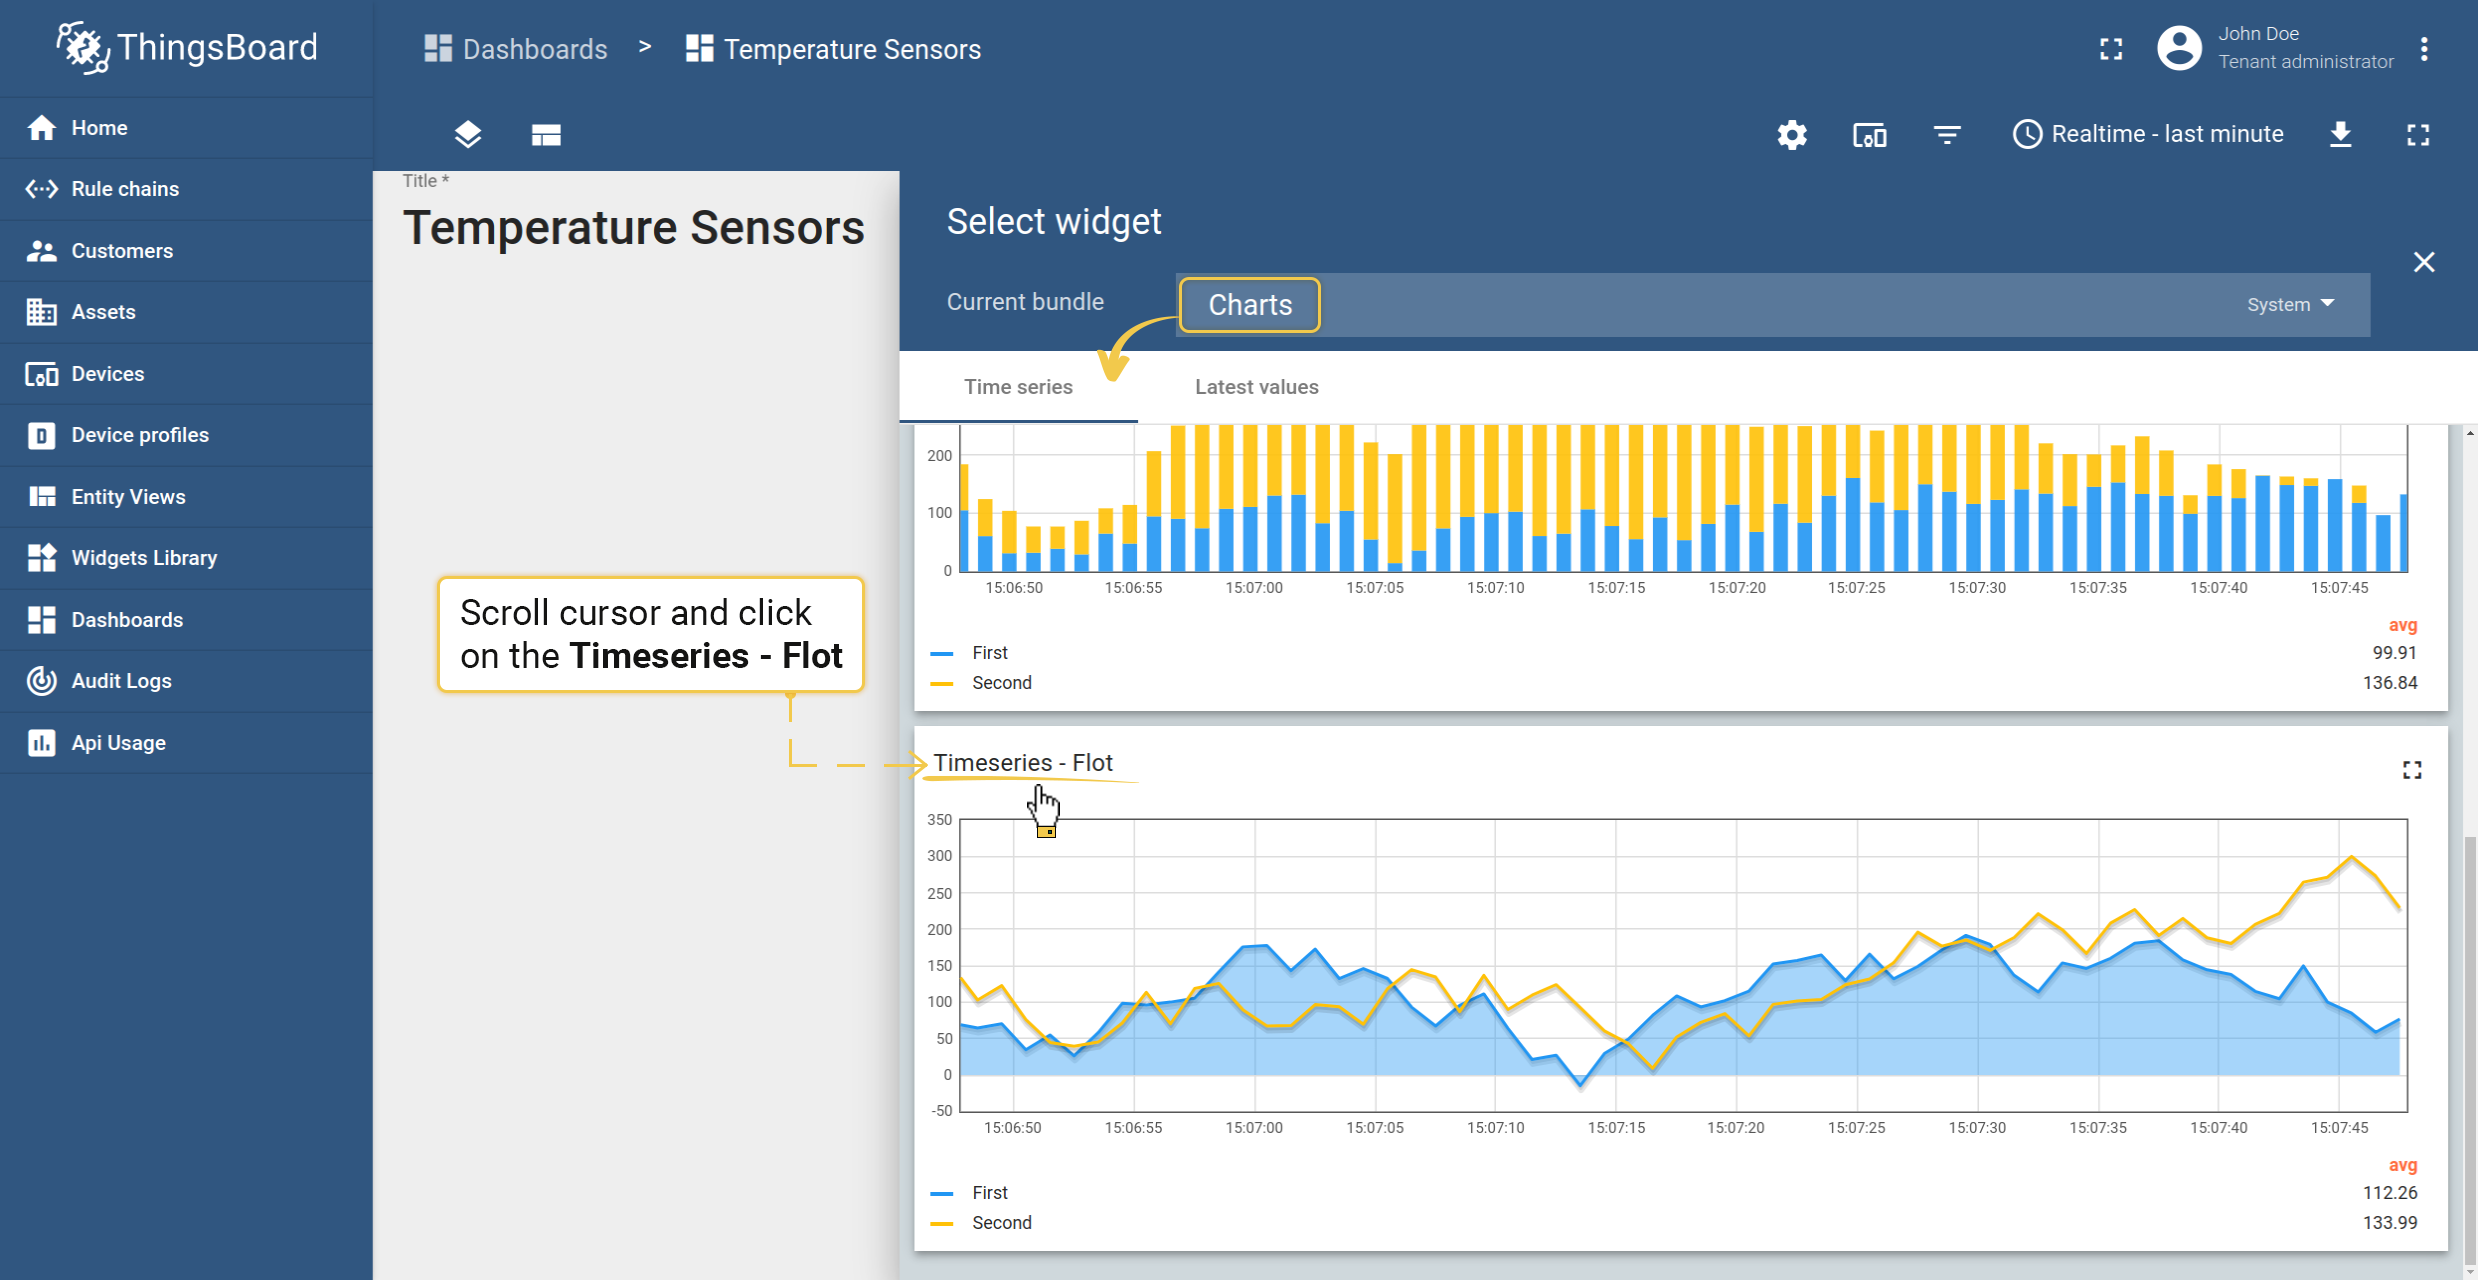 ThingsBoard
Dashboards > Temperature Sensors
John Doe
Tenant administrator
Home
Rule chains
Customers
Assets
Devices
Device profiles
Entity Views
Widgets Library
Dashboards
Audit Logs
Api Usage
Realtime - last minute
Title *
Temperature Sensors
Select widget
Current bundle
Charts
System
Time series
Latest values
Scroll cursor and click
on the Timeseries - Flot
200
100
0
15:06:50 15:06:55 15:07:00 15:07:05 15:07:10 15:07:15 15:07:20 15:07:25 15:07:30 15:07:35 15:07:40 15:07:45
avg
First 99.91
Second 136.84
Timeseries - Flot
350
300
250
200
150
100
50
0
-50
15:06:50 15:06:55 15:07:00 15:07:05 15:07:10 15:07:15 15:07:20 15:07:25 15:07:30 15:07:35 15:07:40 15:07:45
avg
First 112.26
Second 133.99